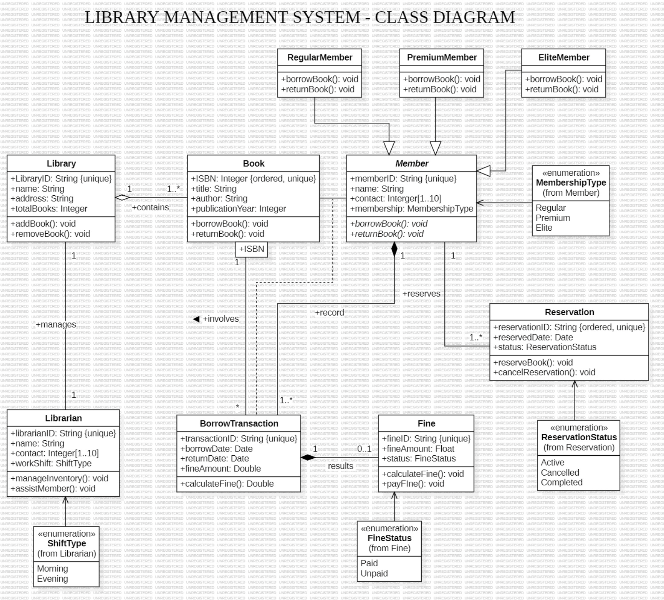 LIBRARY MANAGEMENT SYSTEM - CLASS DIAGRAM
RegularMember
+borrowBook(): void
+returnBook(): void
PremiumMember
+borrowBook(): void
+returnBook(): void
EliteMember
+borrowBook(): void
+returnBook(): void
Library
+LibraryID: String {unique}
+name: String
+address: String
+totalBooks: Integer
+addBook(): void
+removeBook(): void
1
1..*
+contains
Book
+ISBN: Integer {ordered, unique}
+title: String
+author: String
+publicationYear: Integer
+borrowBook(): void
+returnBook(): void
+ISBN
1
Member
+memberID: String {unique}
+name: String
+contact: Interger[1..10]
+membership: MembershipType
+borrowBook(): void
+returnBook(): void
«enumeration»
MembershipType
(from Member)
Regular
Premium
Elite
1
+manages
1
◀ +involves
*
1
+record
1..*
1
+reserves
1..*
Reservation
+reservationID: String {ordered, unique}
+reservedDate: Date
+status: ReservationStatus
+reserveBook(): void
+cancelReservation(): void
Librarian
+librarianID: String {unique}
+name: String
+contact: Integer[1..10]
+workShift: ShiftType
+manageInventory(): void
+assistMember(): void
BorrowTransaction
+transactionID: String {unique}
+borrowDate: Date
+returnDate: Date
+fineAmount: Double
+calculateFine(): Double
1
0..1
results
Fine
+fineID: String {unique}
+fineAmount: Float
+status: FineStatus
+calculateFine(): void
+payFIne(): void
«enumeration»
ReservationStatus
(from Reservation)
Active
Cancelled
Completed
«enumeration»
ShiftType
(from Librarian)
Morning
Evening
«enumeration»
FineStatus
(from Fine)
Paid
Unpaid